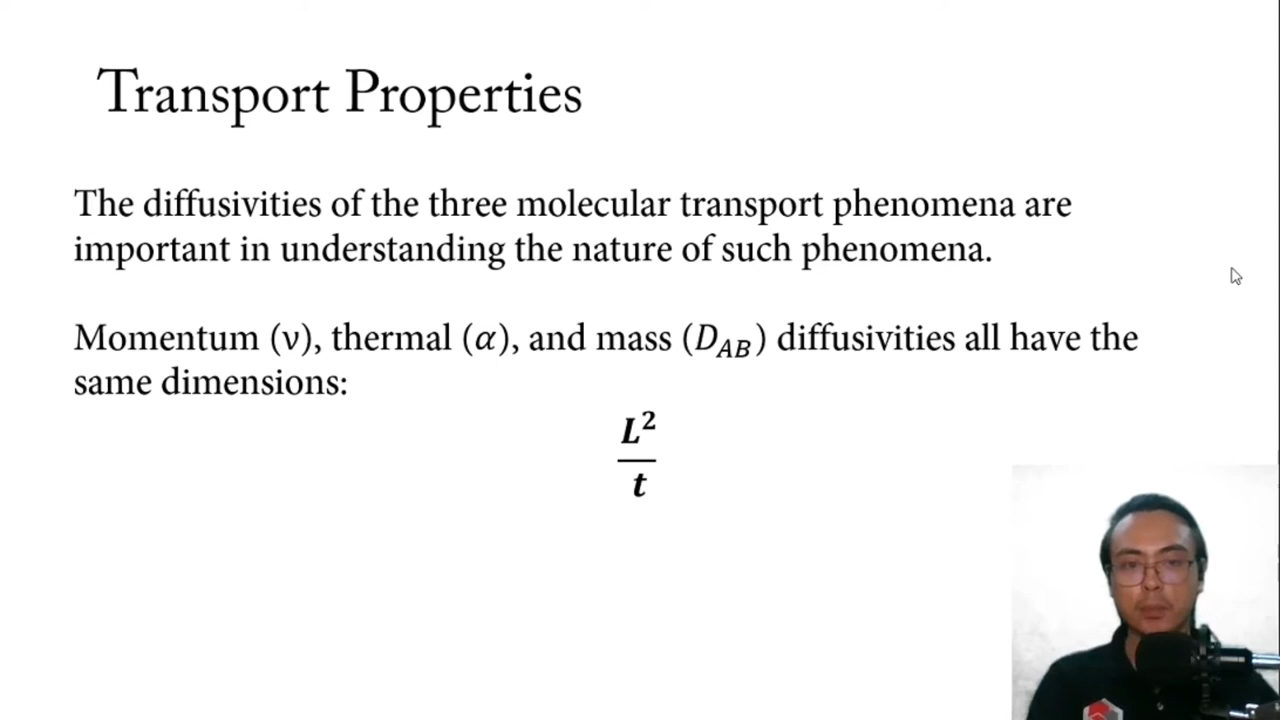 Transport Properties
The diffusivities of the three molecular transport phenomena are
important in understanding the nature of such phenomena.
Momentum (ν), thermal (α), and mass (D_AB) diffusivities all have the
same dimensions:
L²
t